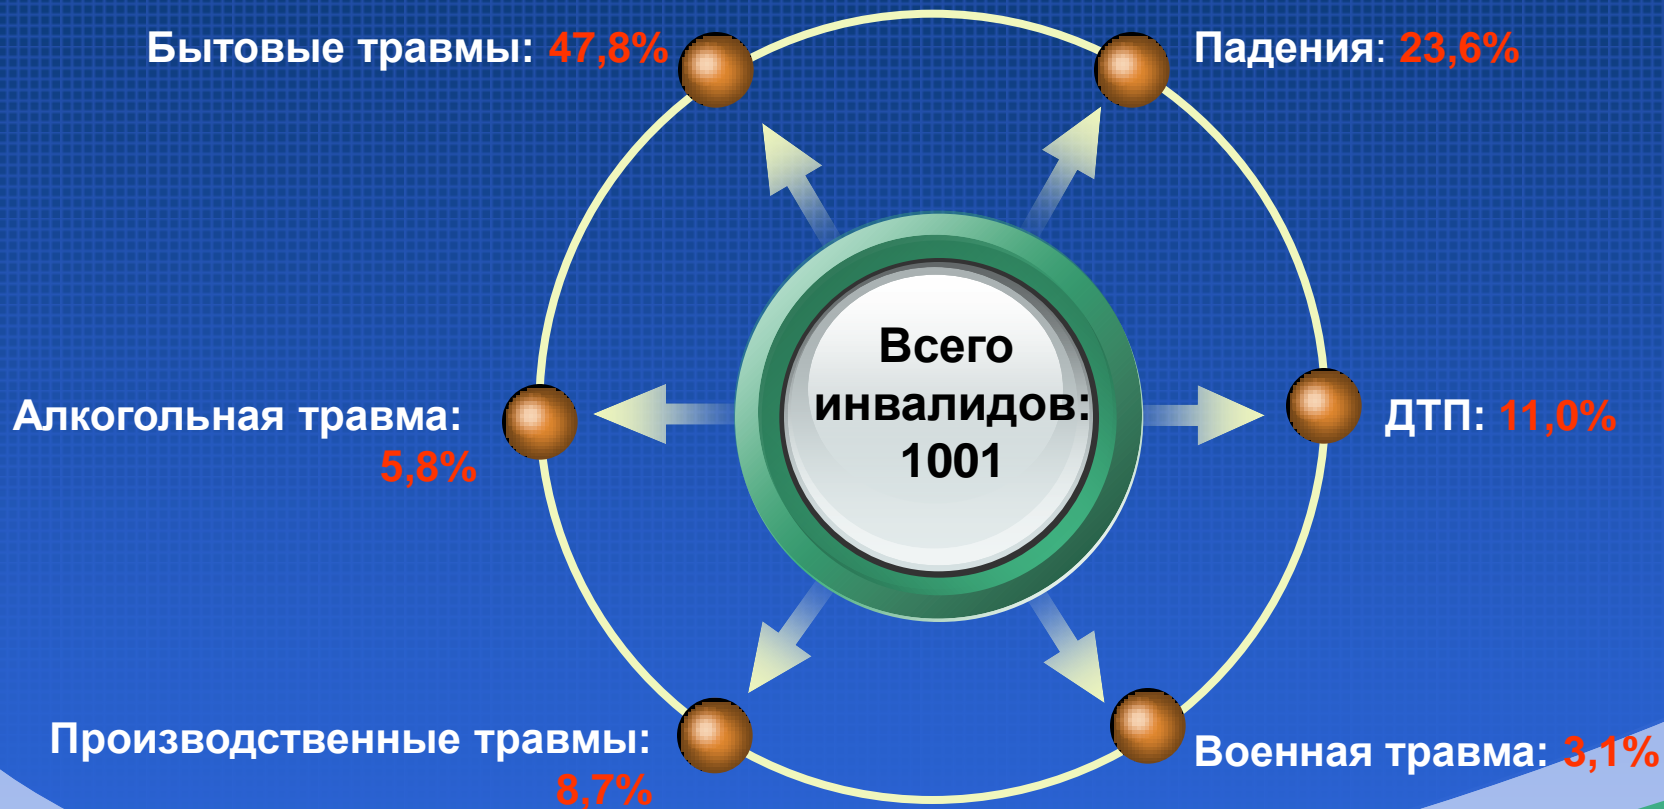 Бытовые травмы: 47,8%
Падения: 23,6%
Всего
инвалидов:
1001
Алкогольная травма:
5,8%
ДТП: 11,0%
Производственные травмы:
8,7%
Военная травма: 3,1%